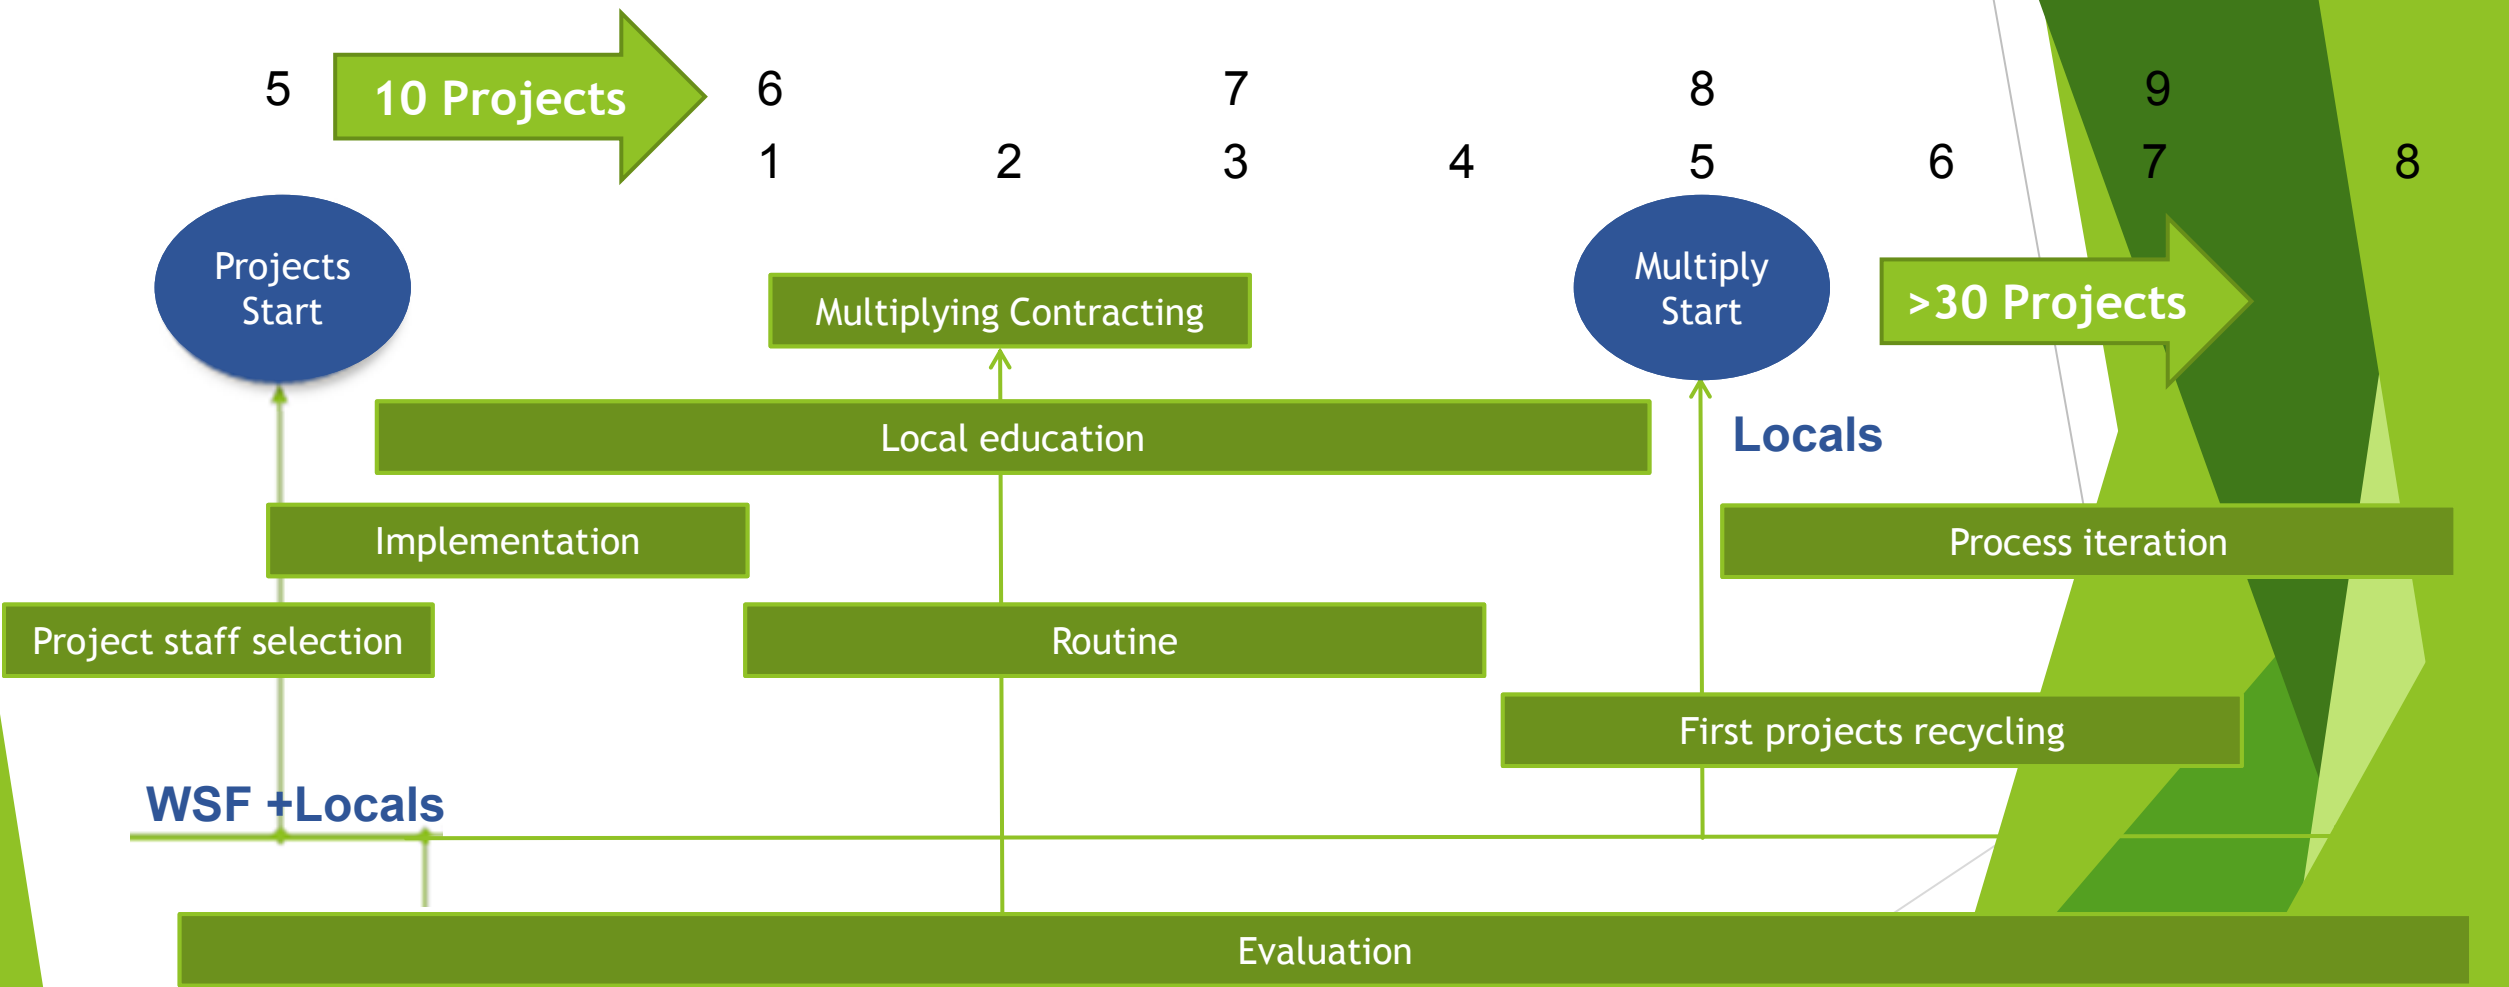 5 10 Projects 6 7 8 9
1 2 3 4 5 6 7 8
Projects
Start
Multiply
Start
Multiplying Contracting
>30 Projects
Local education
Locals
Implementation
Process iteration
Project staff selection
Routine
First projects recycling
WSF +Locals
Evaluation